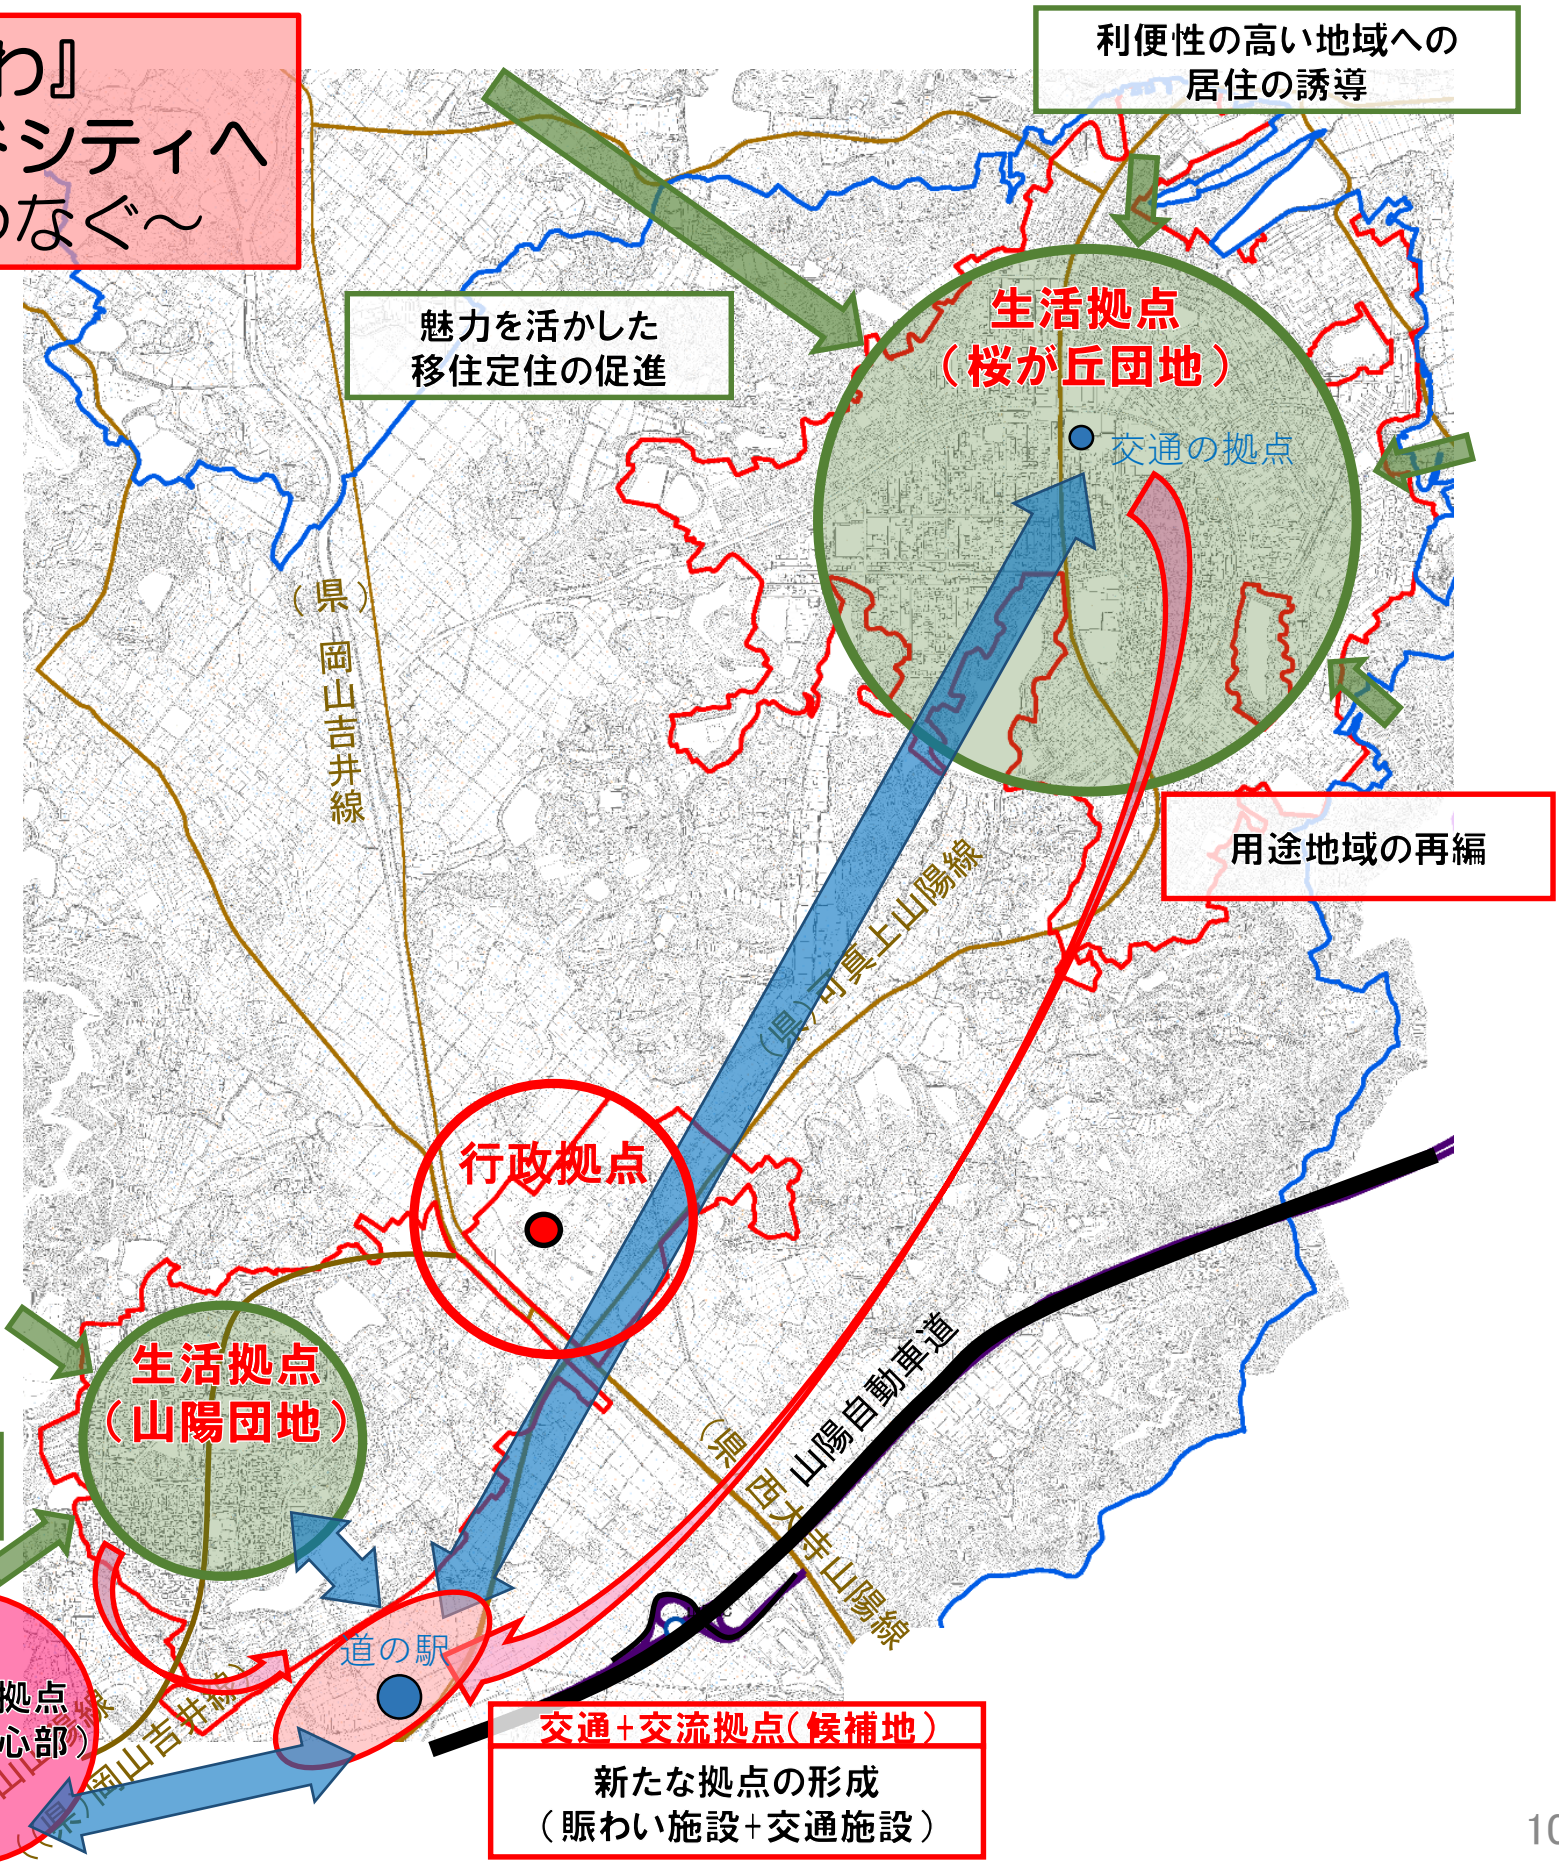 わ』
ドシティへ
つなぐ～
利便性の高い地域への
居住の誘導
魅力を活かした
移住定住の促進
生活拠点
（桜が丘団地）
交通の拠点
（県）岡山吉井線
用途地域の再編
（県）可真上山陽線
行政拠点
生活拠点
（山陽団地）
山陽自動車道
（県）西大寺山陽線
道の駅
拠点
心部）
（県）岡山吉井線
交通+交流拠点（候補地）
新たな拠点の形成
（賑わい施設+交通施設）
10